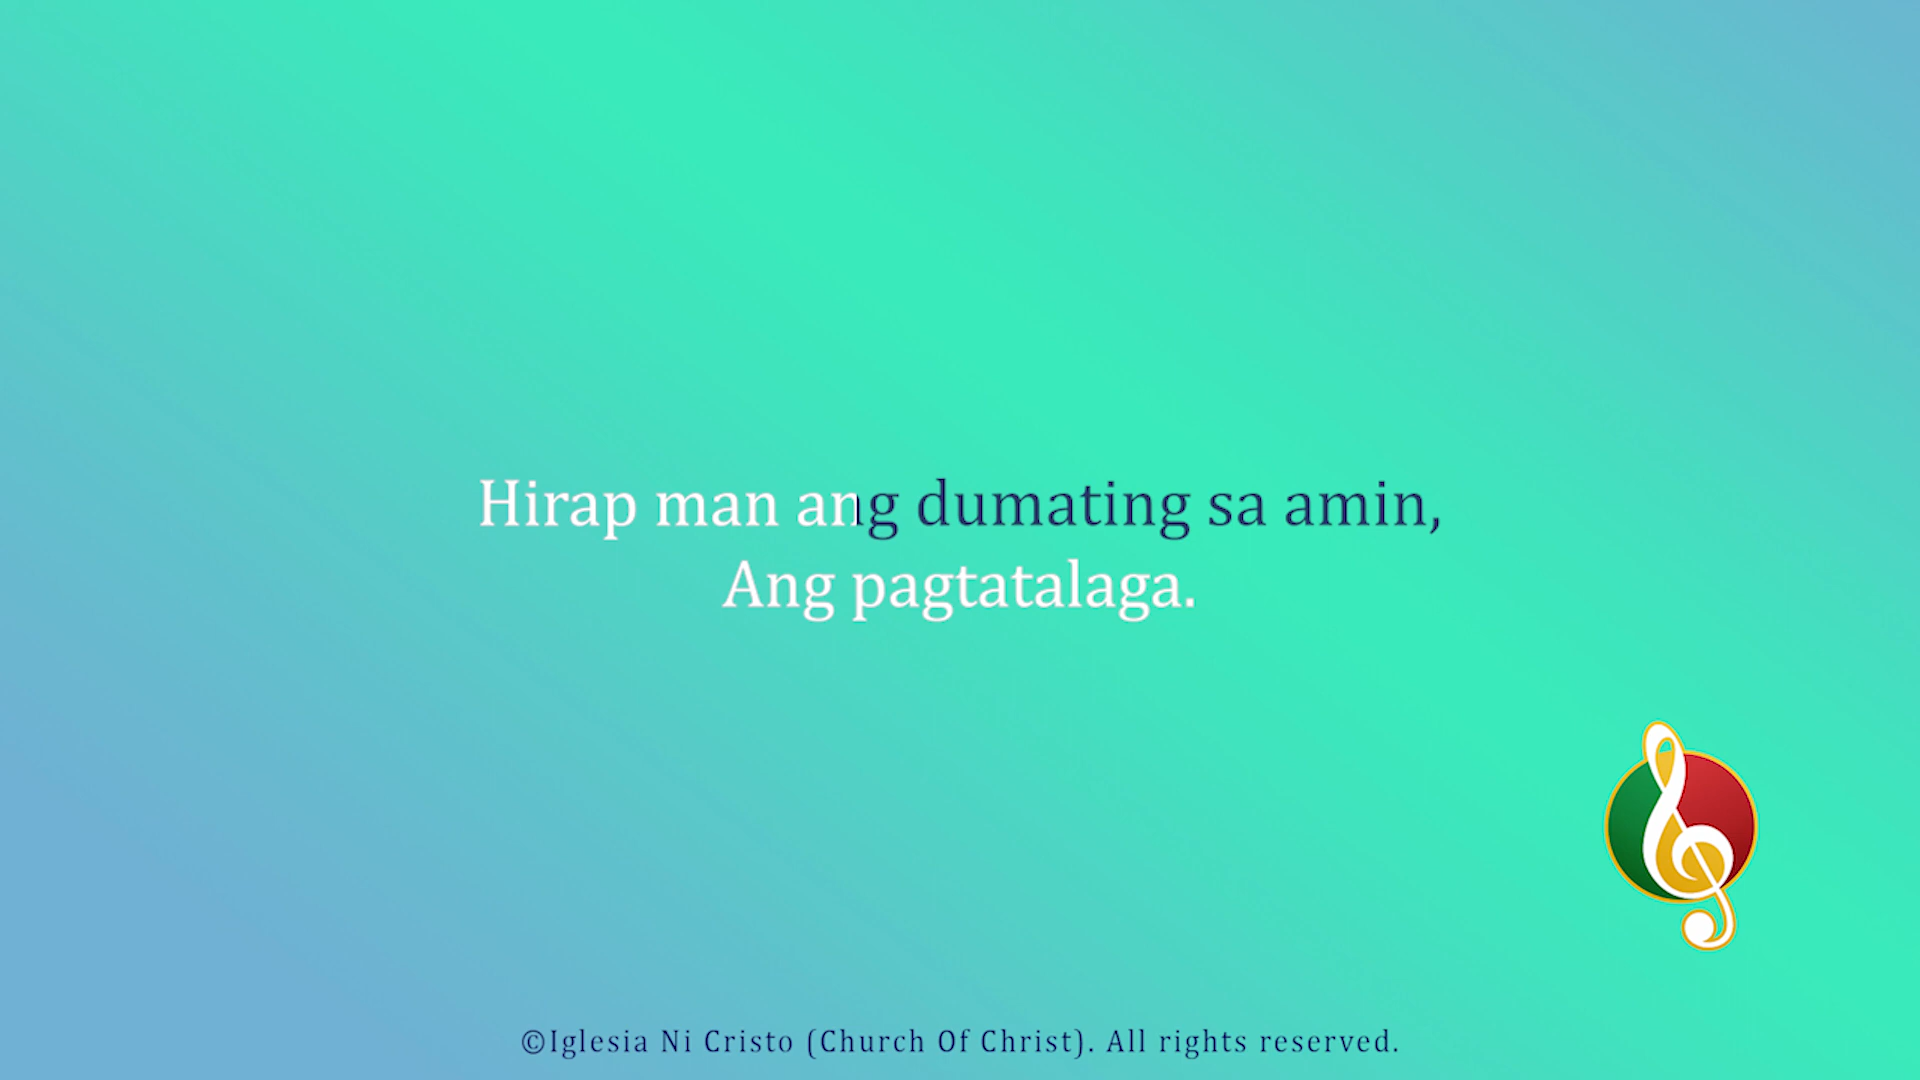 Hirap man ang dumating sa amin,
Ang pagtatalaga.
©Iglesia Ni Cristo (Church Of Christ). All rights reserved.